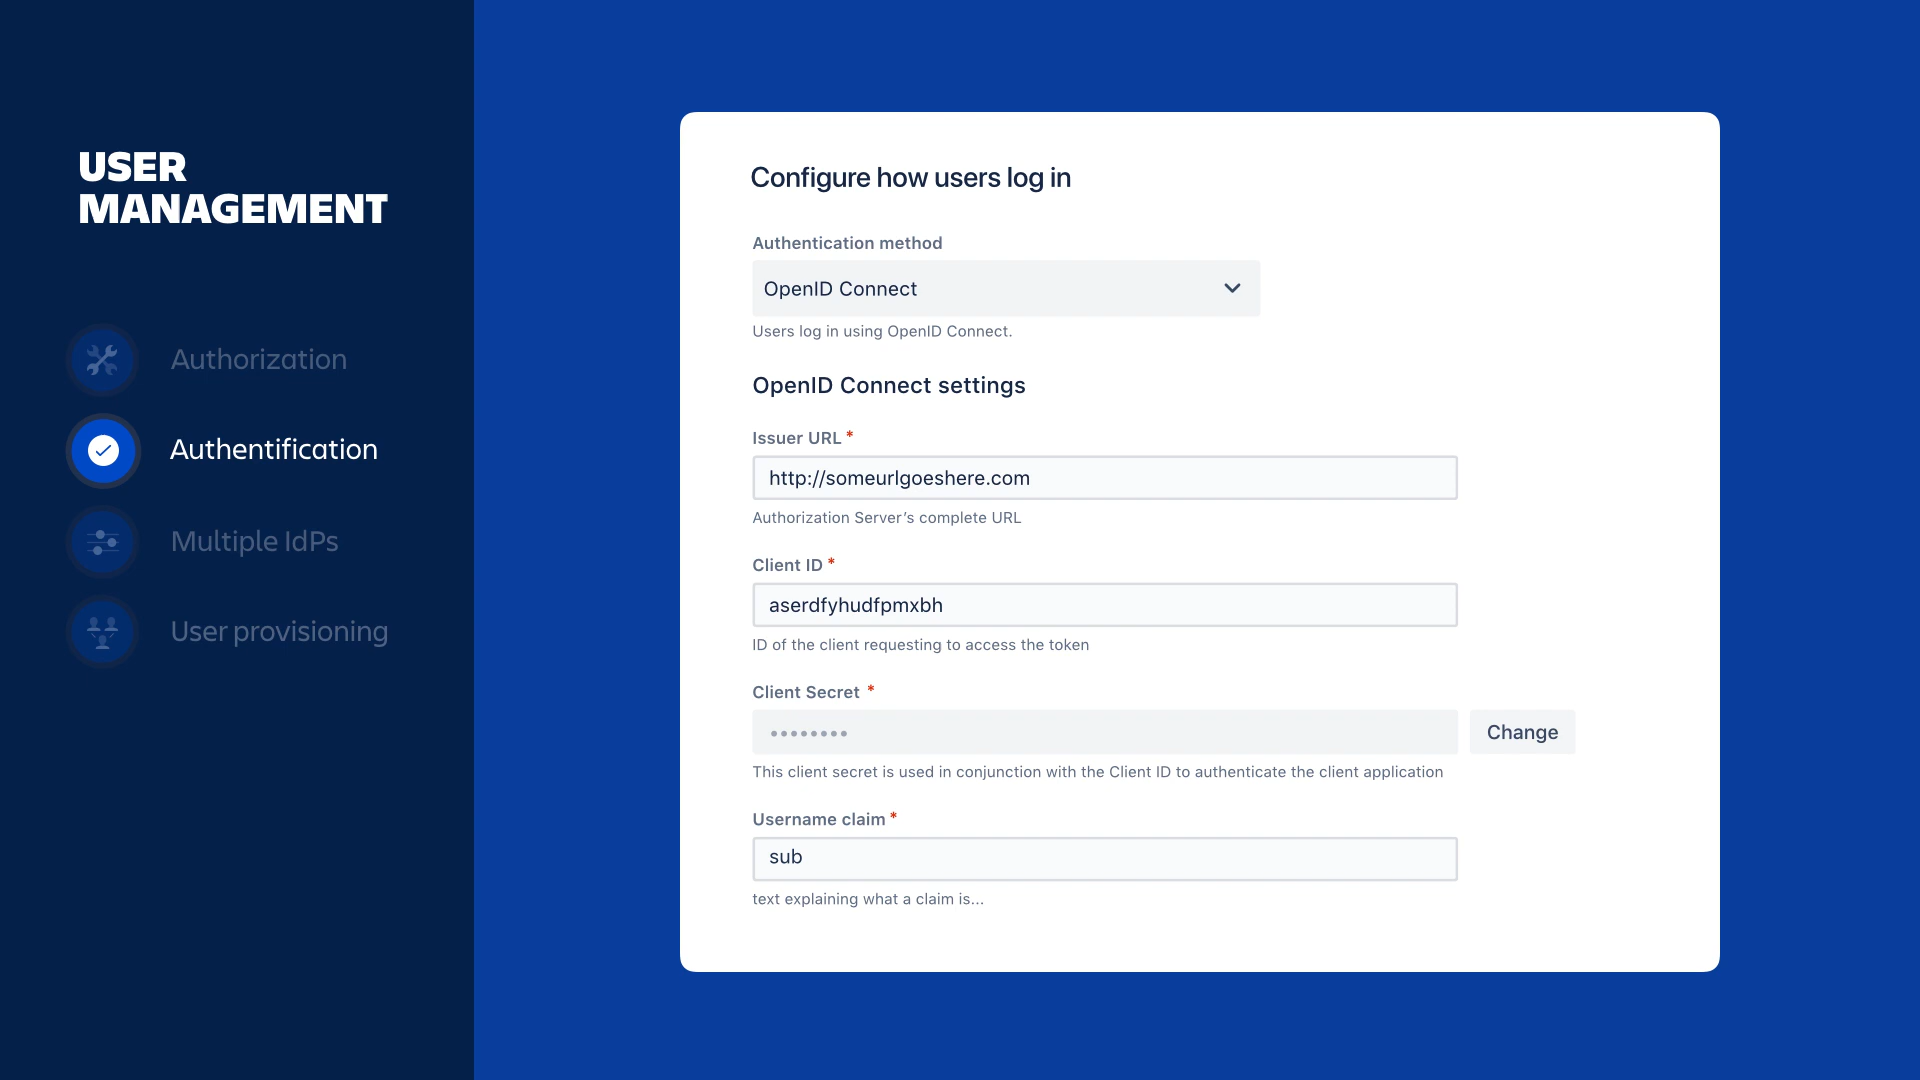 USER
MANAGEMENT
Authorization
Authentification
Multiple IdPs
User provisioning
Configure how users log in
Authentication method
OpenID Connect
Users log in using OpenID Connect.
OpenID Connect settings
Issuer URL *
http://someurlgoeshere.com
Authorization Server’s complete URL
Client ID *
aserdfyhudfpmxbh
ID of the client requesting to access the token
Client Secret *
••••••••
Change
This client secret is used in conjunction with the Client ID to authenticate the client application
Username claim *
sub
text explaining what a claim is...